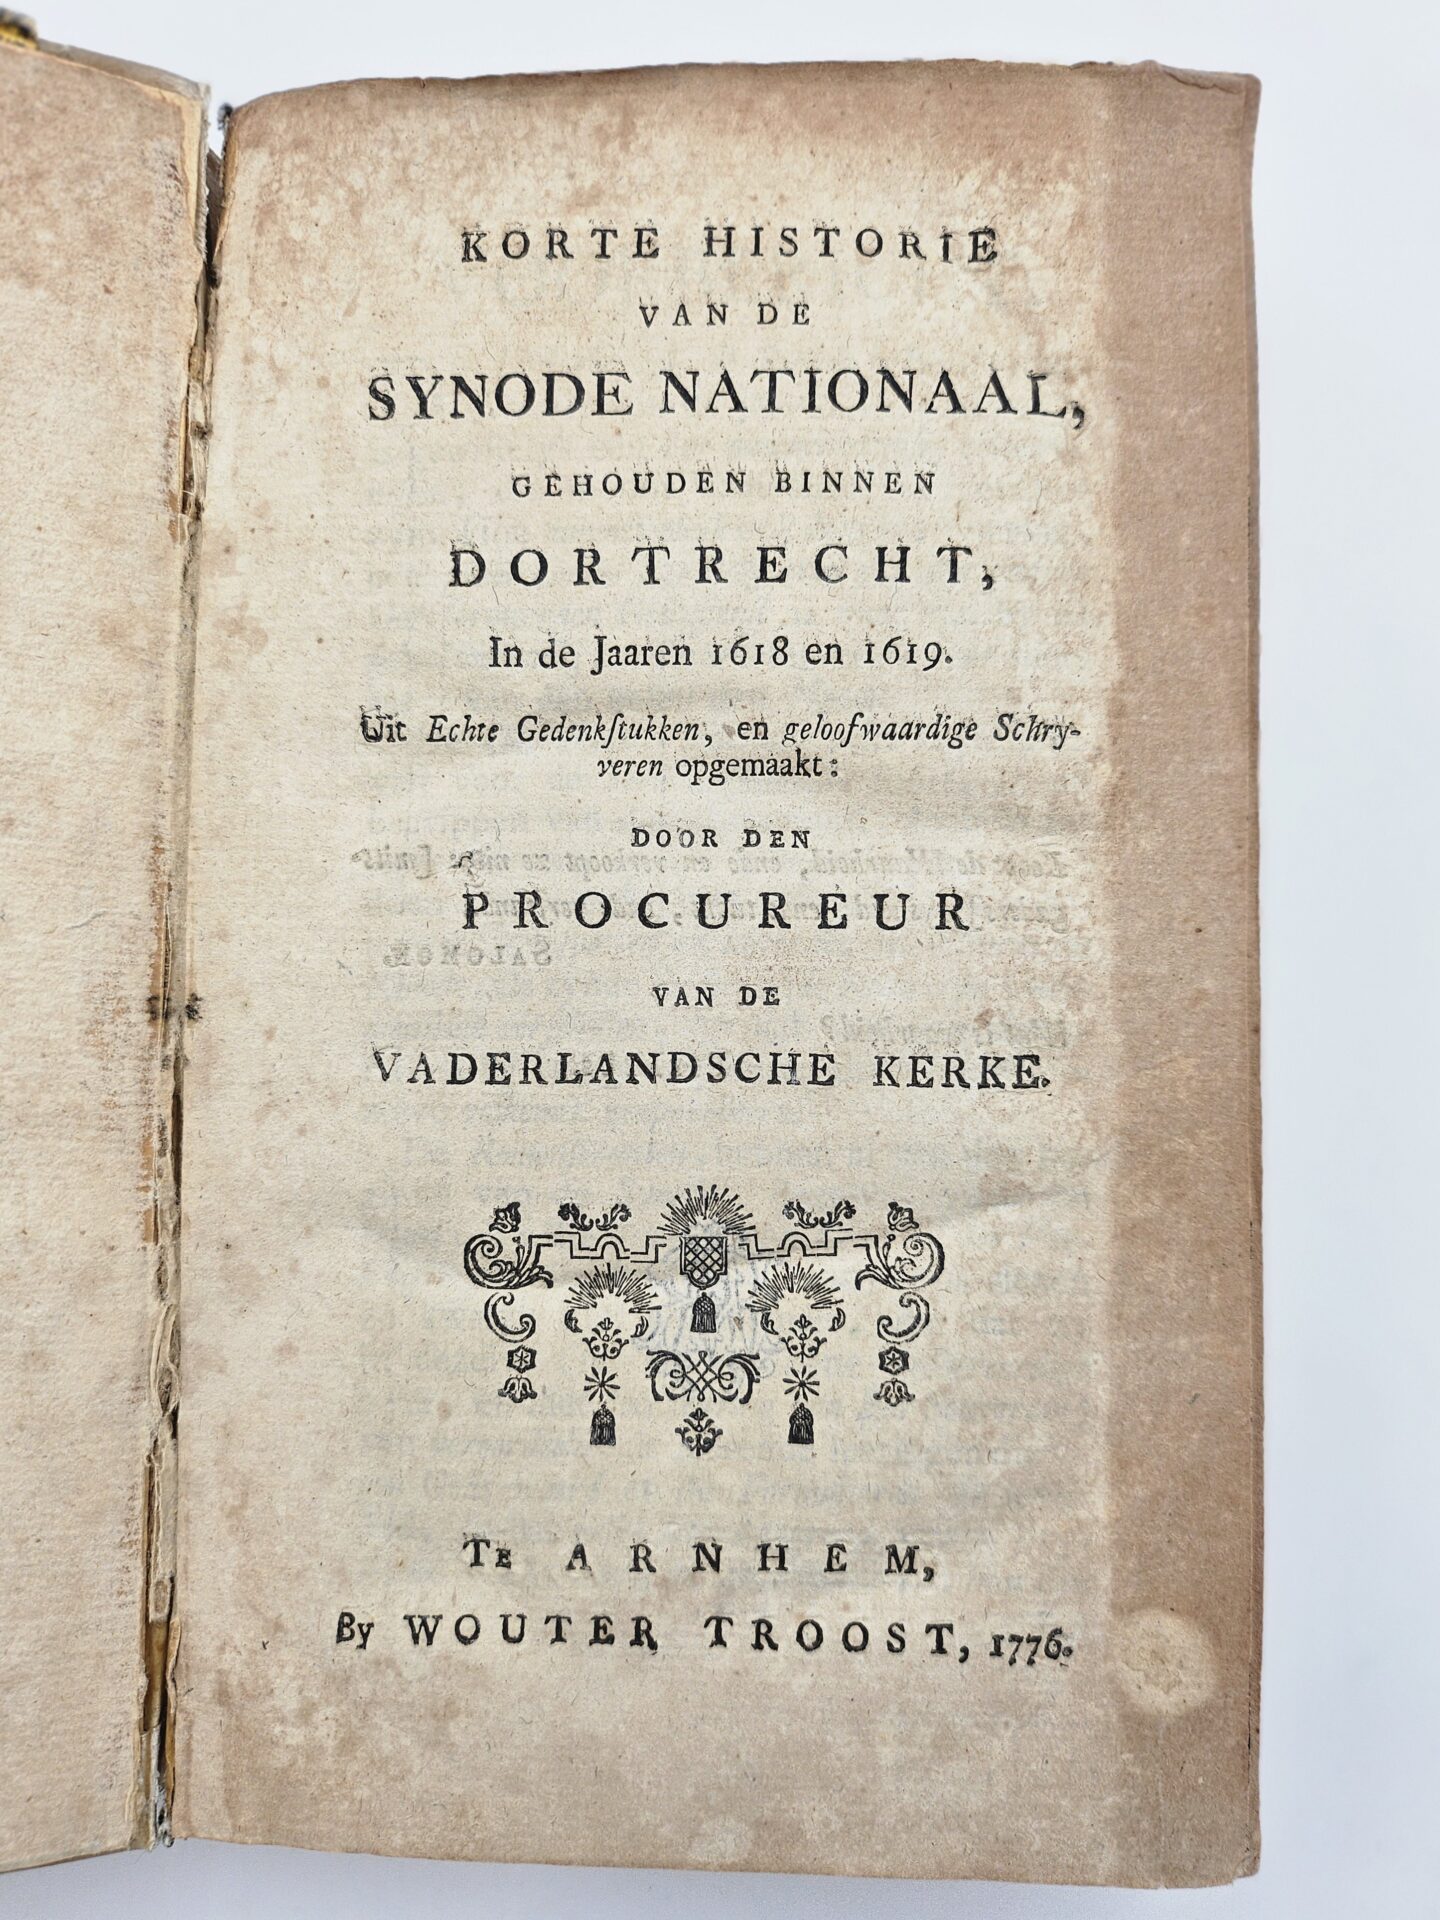 KORTE HISTORIE
VAN DE
SYNODE NATIONAAL,
GEHOUDEN BINNEN
DORTRECHT,
In de Jaaren 1618 en 1619.
Uit Echte Gedenkſtukken, en geloofwaardige Schry-
veren opgemaakt:
DOOR DEN
PROCUREUR
VAN DE
VADERLANDSCHE KERKE.
TE ARNHEM,
By WOUTER TROOST, 1776.